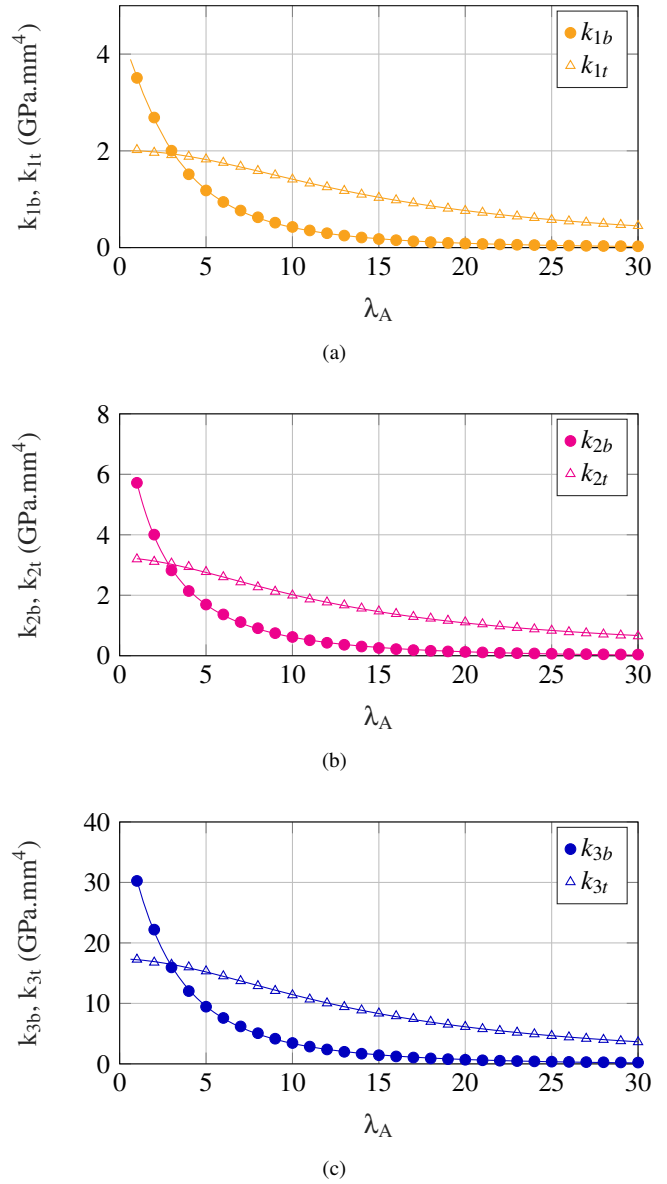 k1b
k1t
4
2
0
k1b, k1t (GPa.mm4)
0 5 10 15 20 25 30
λA
(a)
k2b
k2t
8
6
4
2
0
k2b, k2t (GPa.mm4)
0 5 10 15 20 25 30
λA
(b)
k3b
k3t
40
30
20
10
0
k3b, k3t (GPa.mm4)
0 5 10 15 20 25 30
λA
(c)